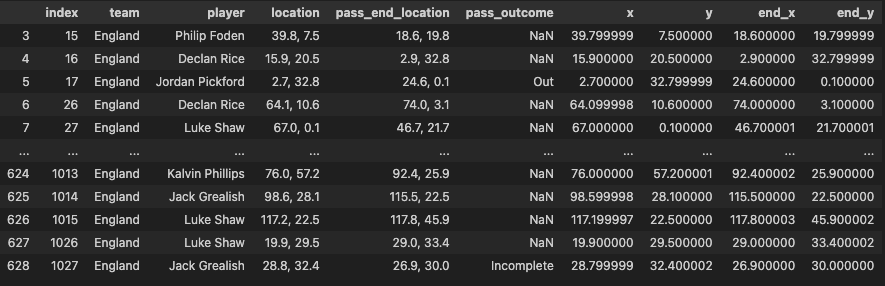 index team player location pass_end_location pass_outcome x y end_x end_y
3 15 England Philip Foden 39.8, 7.5 18.6, 19.8 NaN 39.799999 7.500000 18.600000 19.799999
4 16 England Declan Rice 15.9, 20.5 2.9, 32.8 NaN 15.900000 20.500000 2.900000 32.799999
5 17 England Jordan Pickford 2.7, 32.8 24.6, 0.1 Out 2.700000 32.799999 24.600000 0.100000
6 26 England Declan Rice 64.1, 10.6 74.0, 3.1 NaN 64.099998 10.600000 74.000000 3.100000
7 27 England Luke Shaw 67.0, 0.1 46.7, 21.7 NaN 67.000000 0.100000 46.700001 21.700001
... ... ... ... ... ... ... ... ... ... ...
624 1013 England Kalvin Phillips 76.0, 57.2 92.4, 25.9 NaN 76.000000 57.200001 92.400002 25.900000
625 1014 England Jack Grealish 98.6, 28.1 115.5, 22.5 NaN 98.599998 28.100000 115.500000 22.500000
626 1015 England Luke Shaw 117.2, 22.5 117.8, 45.9 NaN 117.199997 22.500000 117.800003 45.900002
627 1026 England Luke Shaw 19.9, 29.5 29.0, 33.4 NaN 19.900000 29.500000 29.000000 33.400002
628 1027 England Jack Grealish 28.8, 32.4 26.9, 30.0 Incomplete 28.799999 32.400002 26.900000 30.000000